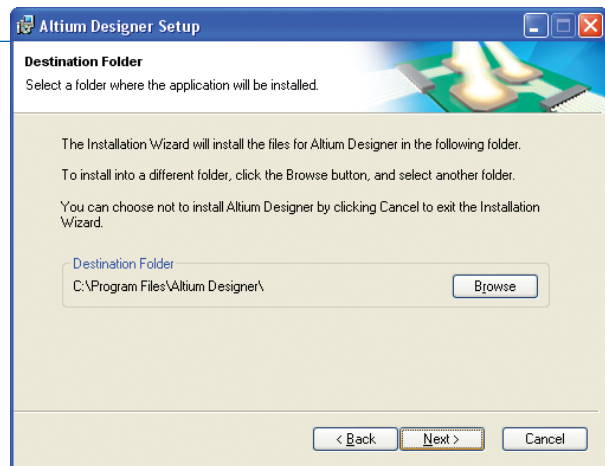 Altium Designer Setup
Destination Folder
Select a folder where the application will be installed.
The Installation Wizard will install the files for Altium Designer in the following folder.
To install into a different folder, click the Browse button, and select another folder.
You can choose not to install Altium Designer by clicking Cancel to exit the Installation
Wizard.
Destination Folder
C:\Program Files\Altium Designer\
Browse
< Back
Next >
Cancel